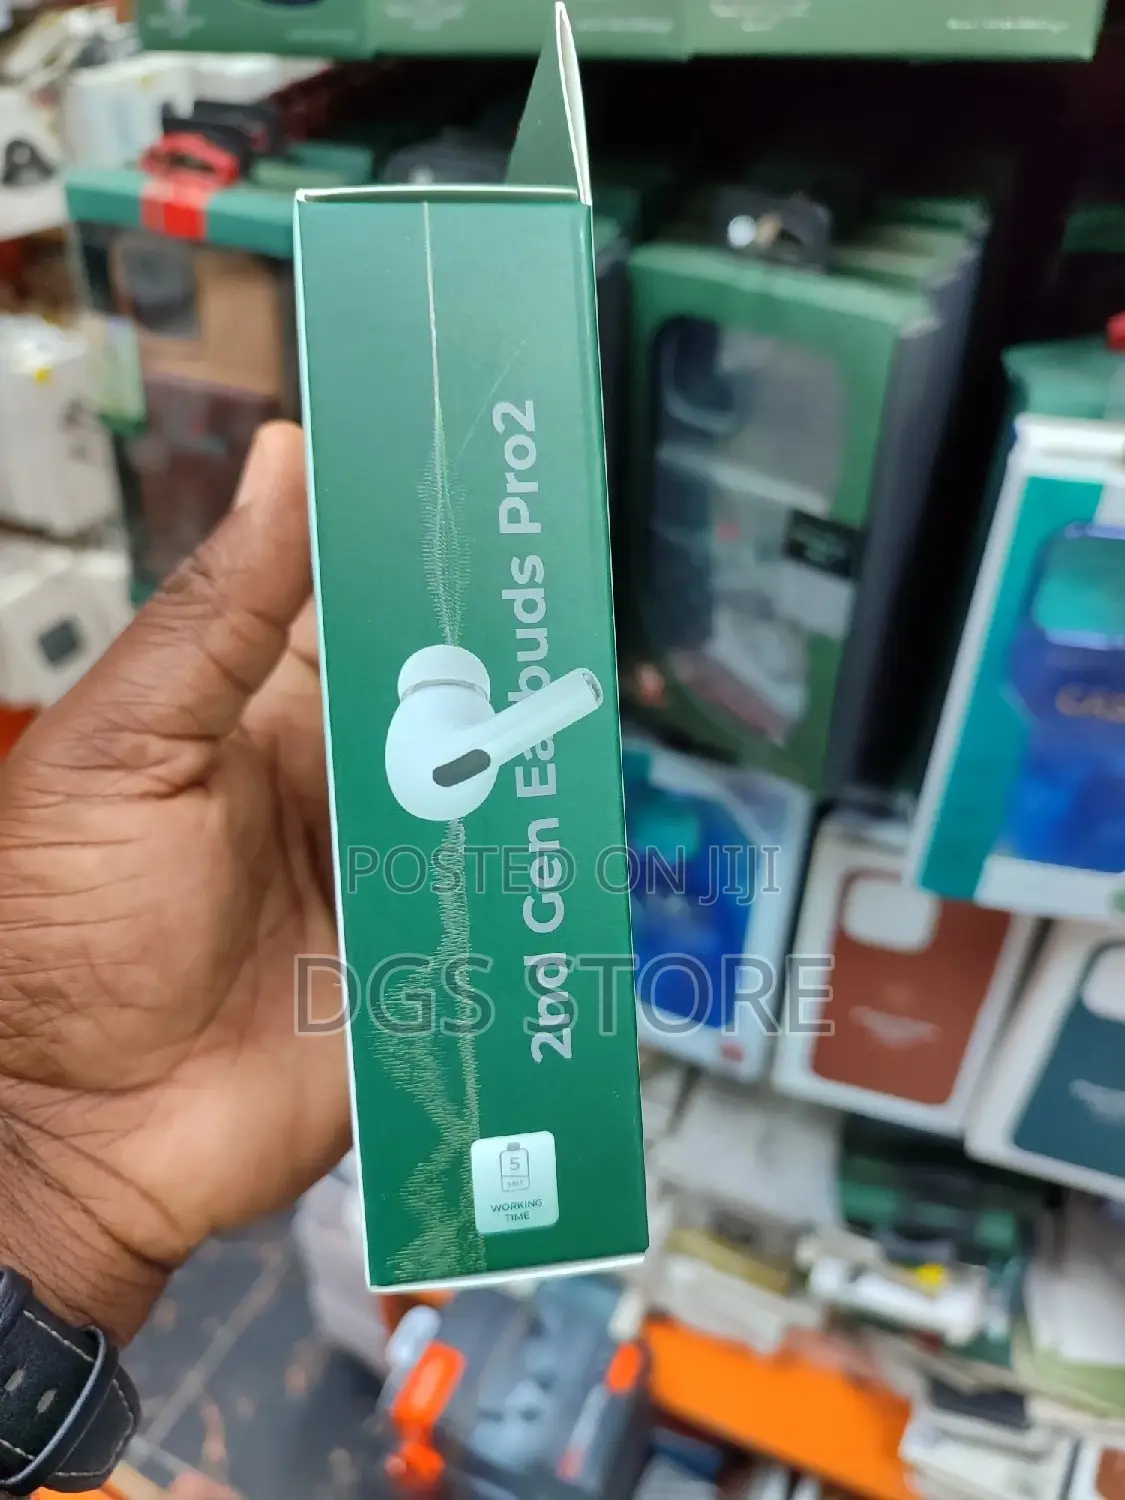 2nd Gen Earbuds Pro2
POSTED ON JIJI
DGS STORE
5
WORKING
TIME